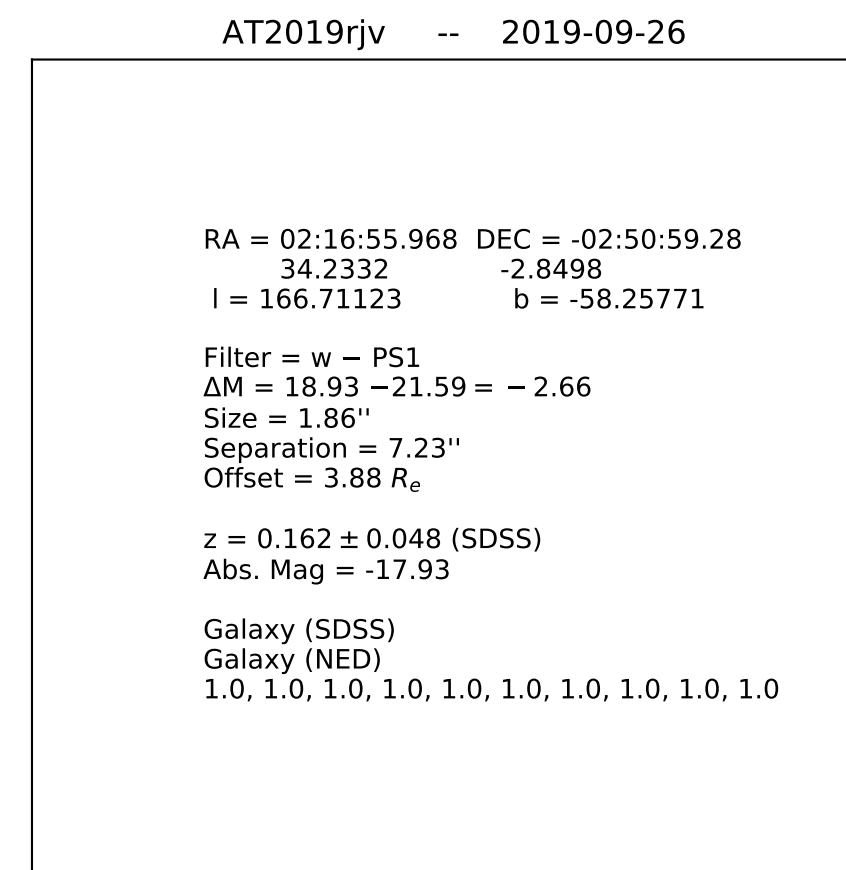 AT2019rjv -- 2019-09-26
RA = 02:16:55.968 DEC = -02:50:59.28
34.2332 -2.8498
l = 166.71123 b = -58.25771
Filter = w − PS1
ΔM = 18.93 −21.59 = − 2.66
Size = 1.86''
Separation = 7.23''
Offset = 3.88 Rₑ
z = 0.162 ± 0.048 (SDSS)
Abs. Mag = -17.93
Galaxy (SDSS)
Galaxy (NED)
1.0, 1.0, 1.0, 1.0, 1.0, 1.0, 1.0, 1.0, 1.0, 1.0